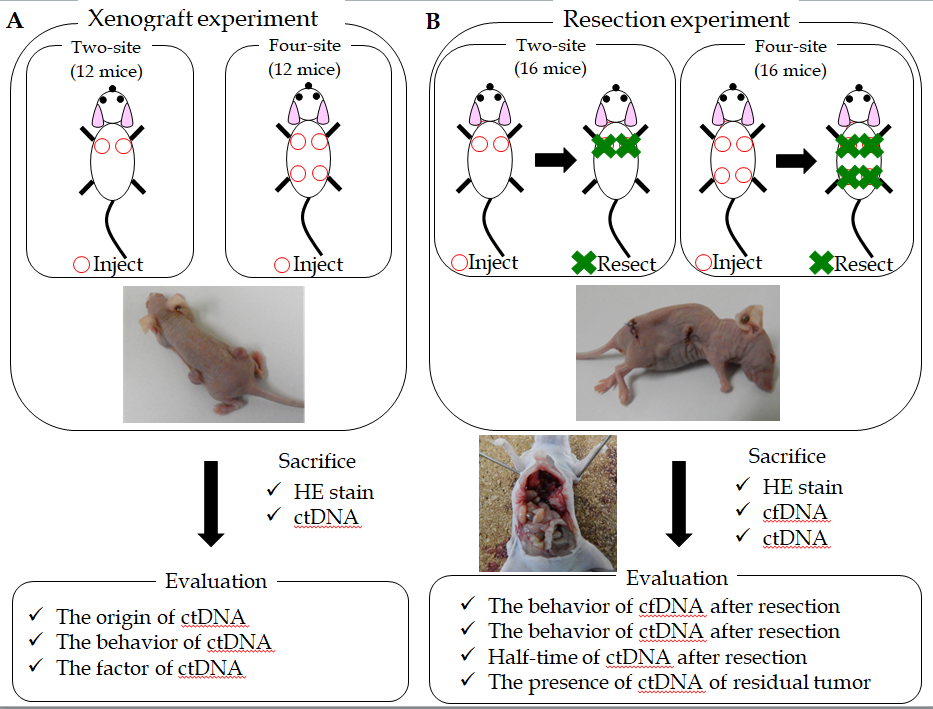 A
Xenograft experiment
Two-site
(12 mice)
Four-site
(12 mice)
Inject
Inject
Sacrifice
✓ HE stain
✓ ctDNA
Evaluation
✓ The origin of ctDNA
✓ The behavior of ctDNA
✓ The factor of ctDNA
B
Resection experiment
Two-site
(16 mice)
Four-site
(16 mice)
Inject
Resect
Inject
Resect
Sacrifice
✓ HE stain
✓ cfDNA
✓ ctDNA
Evaluation
✓ The behavior of cfDNA after resection
✓ The behavior of ctDNA after resection
✓ Half-time of ctDNA after resection
✓ The presence of ctDNA of residual tumor